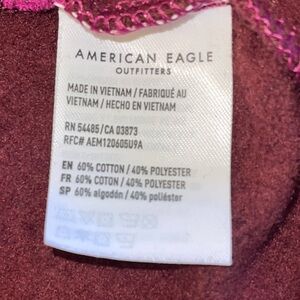 AMERICAN EAGLE
OUTFITTERS
MADE IN VIETNAM / FABRIQUÉ AU
VIETNAM / HECHO EN VIETNAM
RN 54485/CA 03873
RFC# AEM120605U9A
EN 60% COTTON / 40% POLYESTER
FR 60% COTON / 40% POLYESTER
SP 60% algodón / 40% poliéster